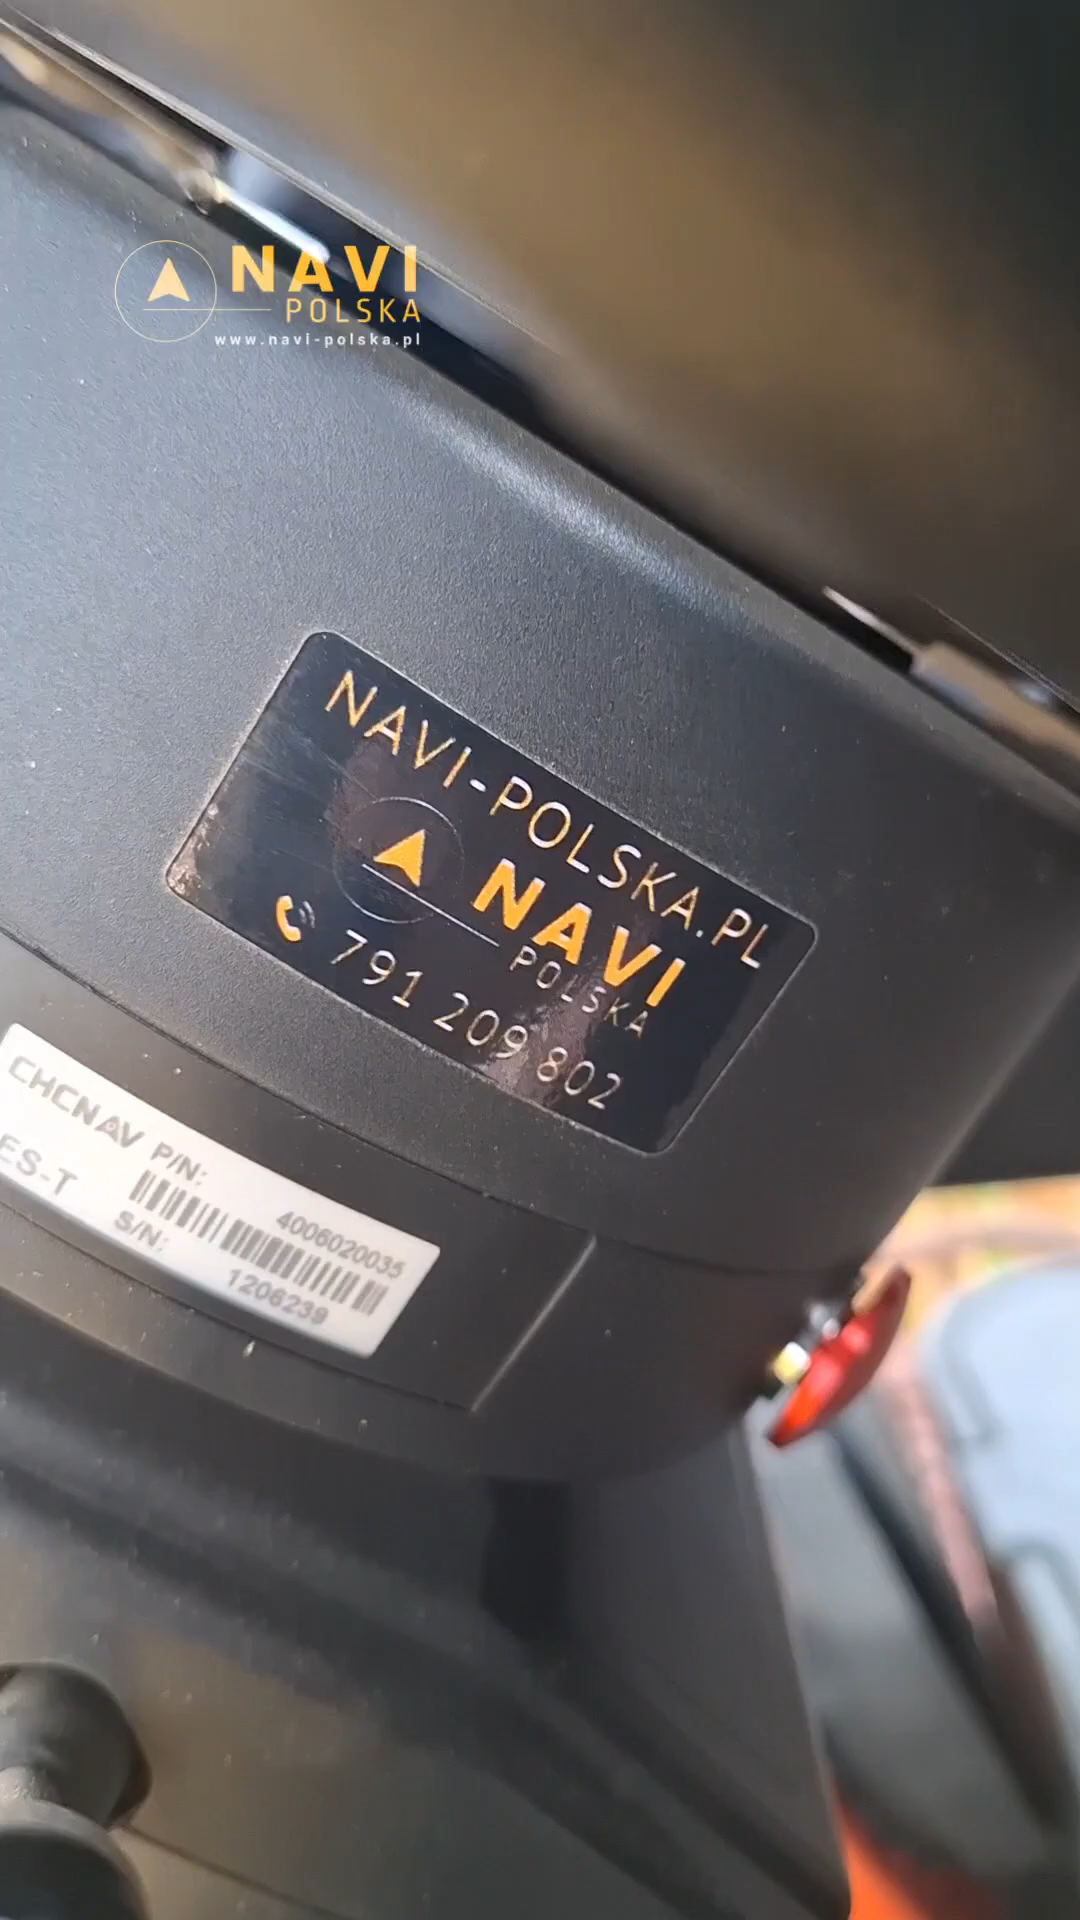 NAVI
POLSKA
www.navi-polska.pl
NAVI-POLSKA.PL
NAVI
POLSKA
791 209 802
CHCNAV P/N:
4006020035
ES-T
S/N:
1206239